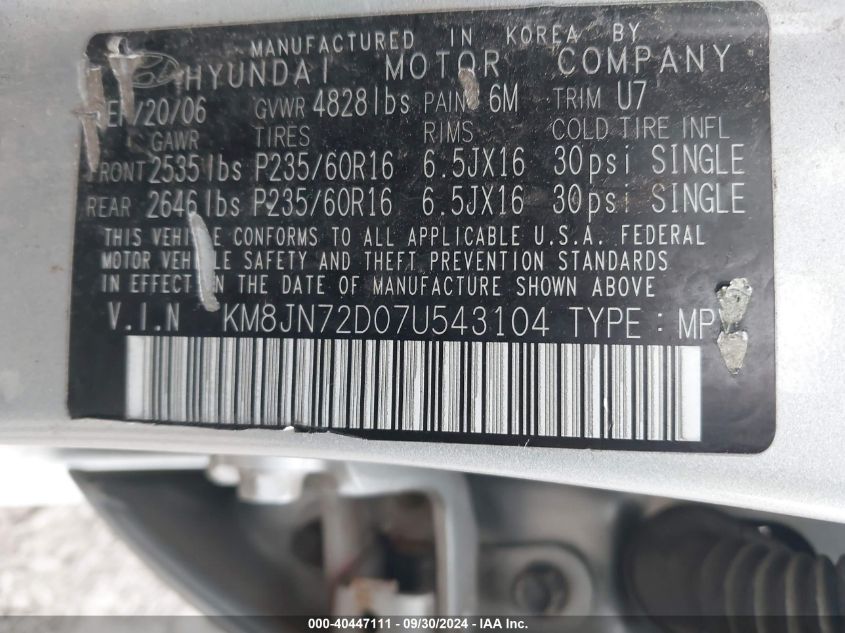 MANUFACTURED IN KOREA BY
HYUNDAI MOTOR COMPANY
/20/06 GVWR 4828lbs PAIN 6M TRIM U7
GAWR TIRES RIMS COLD TIRE INFL
FRONT 2535lbs P235/60R16 6.5JX16 30psi SINGLE
REAR 2646lbs P235/60R16 6.5JX16 30psi SINGLE
THIS VEHICLE CONFORMS TO ALL APPLICABLE U.S.A. FEDERAL
MOTOR VEHICLE SAFETY AND THEFT PREVENTION STANDARDS
IN EFFECT ON THE DATE OF MANUFACTURE SHOWN ABOVE.
V.I.N KM8JN72D07U543104 TYPE : MP
000-40447111 - 09/30/2024 - IAA Inc.